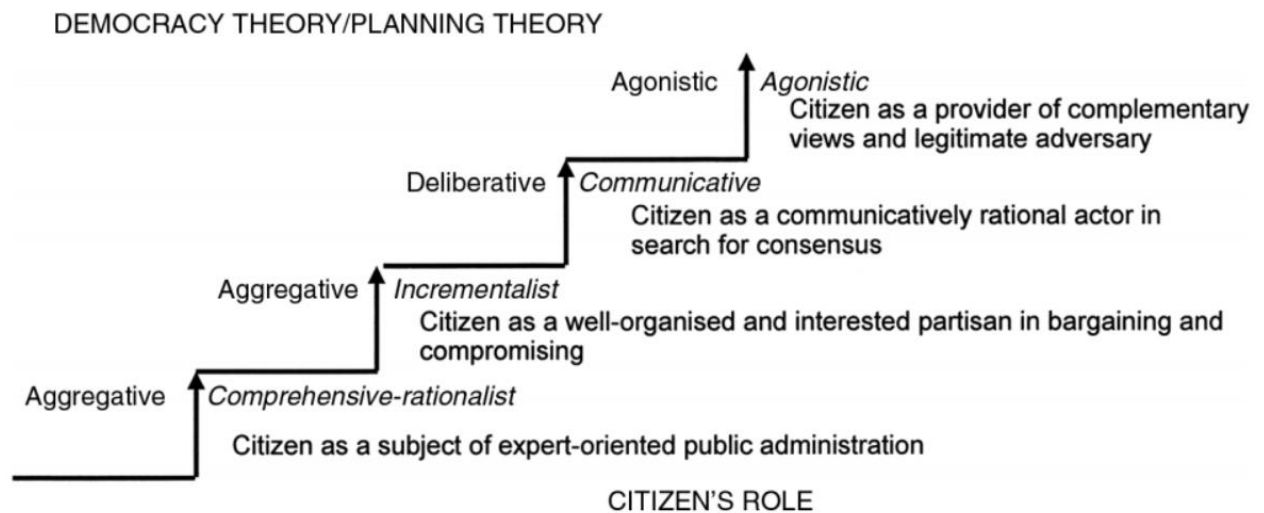 DEMOCRACY THEORY/PLANNING THEORY
Agonistic Agonistic
Citizen as a provider of complementary
views and legitimate adversary
Deliberative Communicative
Citizen as a communicatively rational actor in
search for consensus
Aggregative Incrementalist
Citizen as a well-organised and interested partisan in bargaining and
compromising
Aggregative Comprehensive-rationalist
Citizen as a subject of expert-oriented public administration
CITIZEN'S ROLE